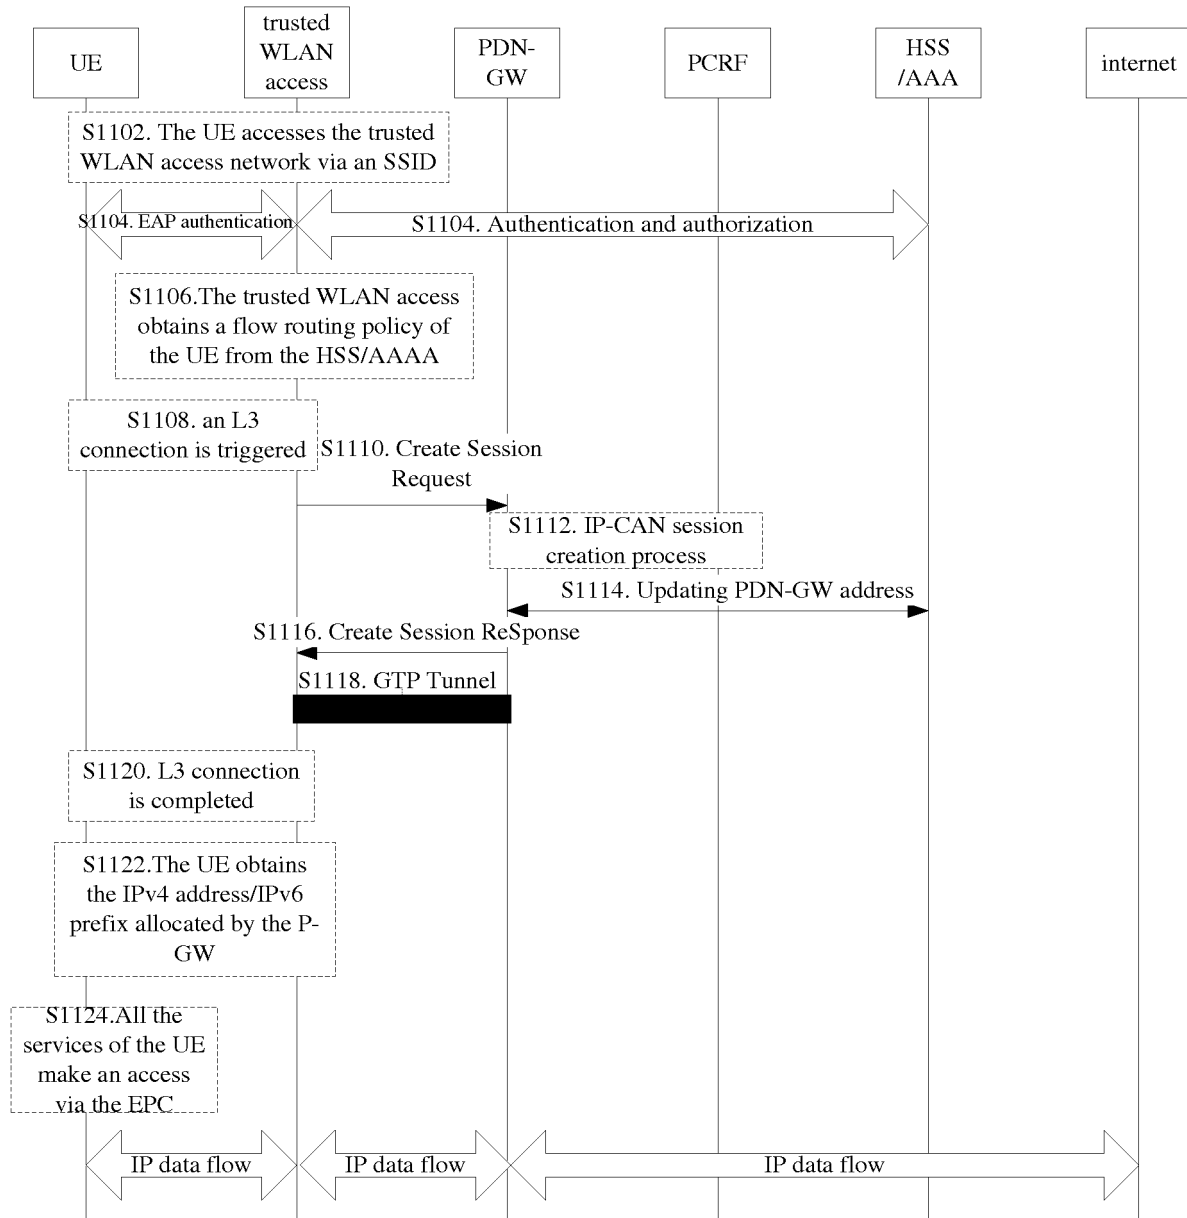 UE
trusted
WLAN
access
PDN-
GW
PCRF
HSS
/AAA
internet
S1102. The UE accesses the trusted
WLAN access network via an SSID
S1104. EAP authentication
S1104. Authentication and authorization
S1106.The trusted WLAN access
obtains a flow routing policy of
the UE from the HSS/AAAA
S1108. an L3
connection is triggered
S1110. Create Session
Request
S1112. IP-CAN session
creation process
S1114. Updating PDN-GW address
S1116. Create Session ReSponse
S1118. GTP Tunnel
S1120. L3 connection
is completed
S1122.The UE obtains
the IPv4 address/IPv6
prefix allocated by the P-
GW
S1124.All the
services of the UE
make an access
via the EPC
IP data flow
IP data flow
IP data flow